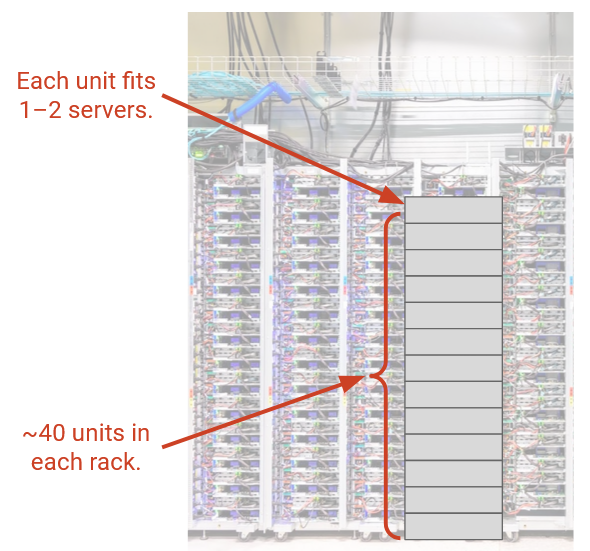 Each unit fits
1–2 servers.
~40 units in
each rack.